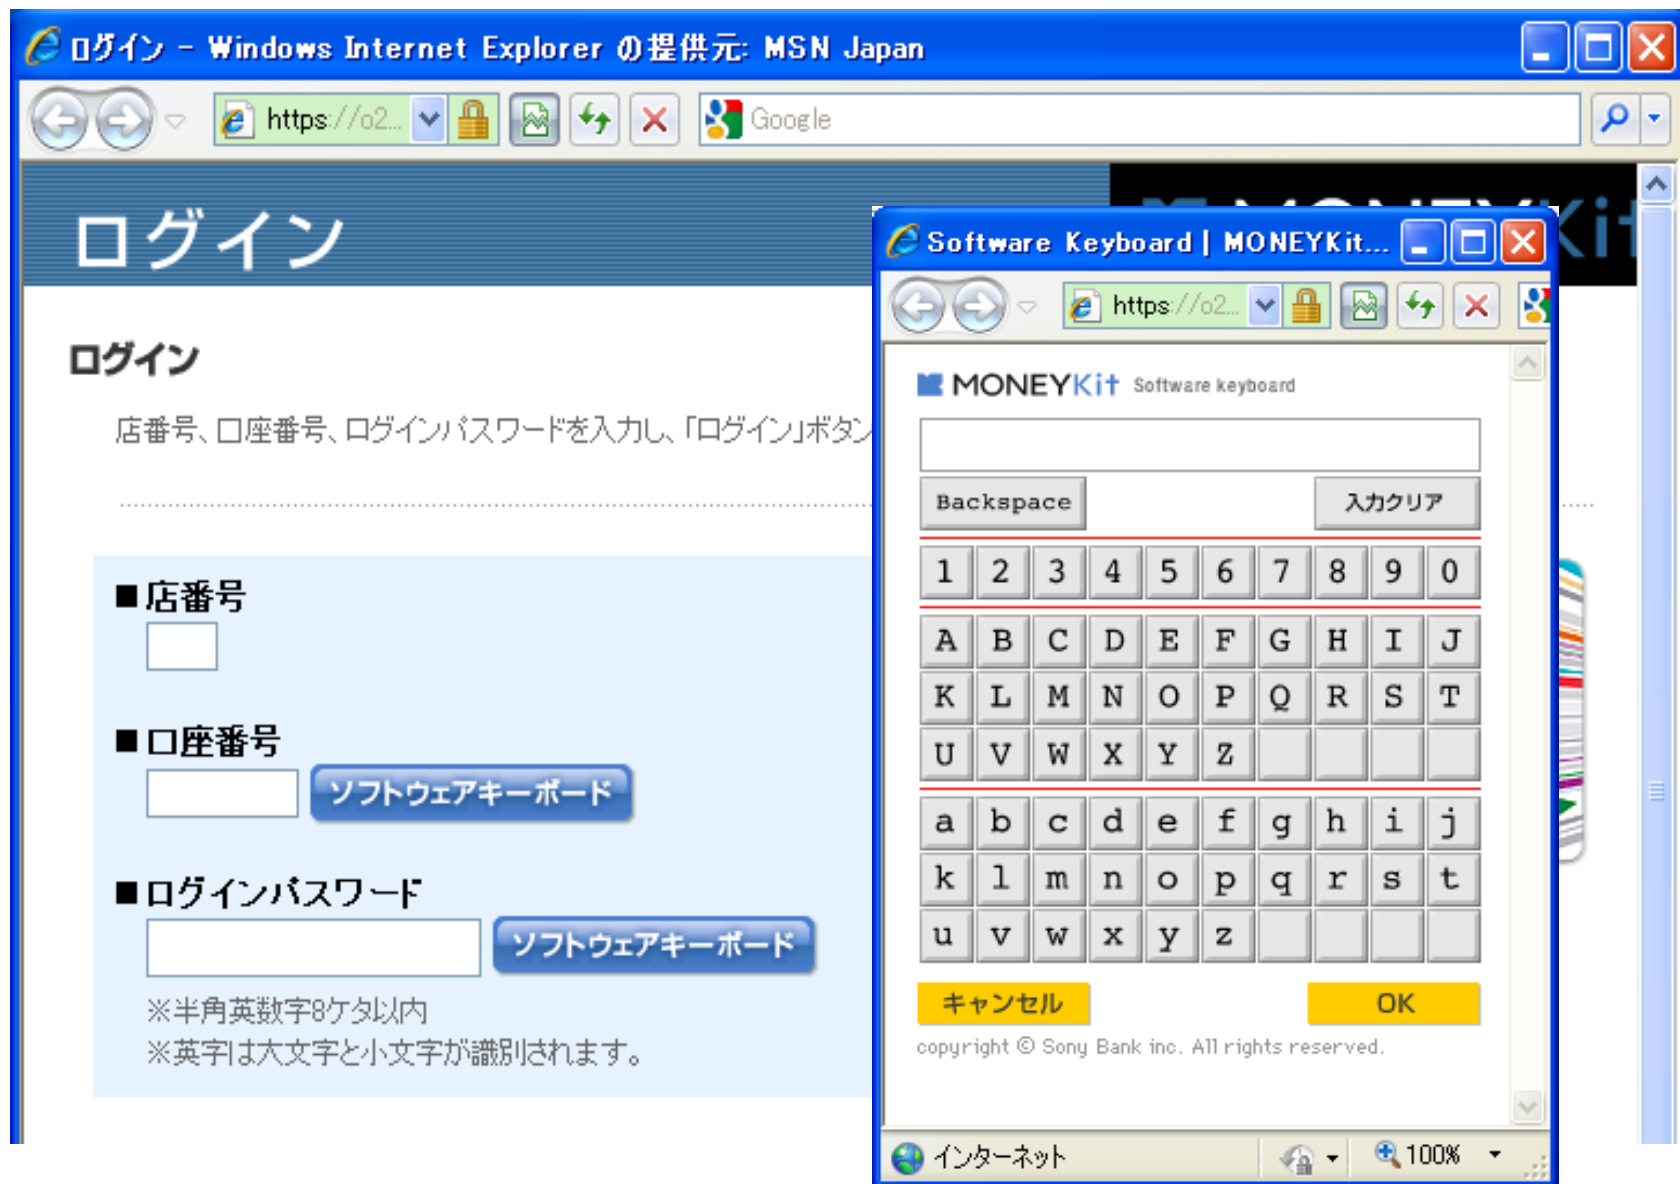 ログイン - Windows Internet Explorer の提供元: MSN Japan
https://o2...
Google
ログイン
ログイン
店番号、口座番号、ログインパスワードを入力し、「ログイン」ボタン
■店番号
■口座番号
ソフトウェアキーボード
■ログインパスワード
ソフトウェアキーボード
※半角英数字8ケタ以内
※英字は大文字と小文字が識別されます。
Software Keyboard | MONEYKit...
https://o2...
MONEYKit Software keyboard
Backspace 入力クリア
1 2 3 4 5 6 7 8 9 0
A B C D E F G H I J
K L M N O P Q R S T
U V W X Y Z
a b c d e f g h i j
k l m n o p q r s t
u v w x y z
キャンセル OK
copyright © Sony Bank inc. All rights reserved.
インターネット 100%